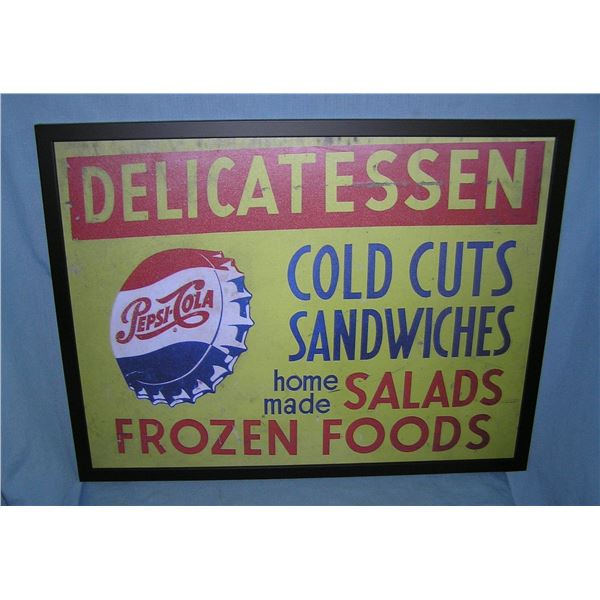 DELICATESSEN
PEPSI-COLA
COLD CUTS
SANDWICHES
home made SALADS
FROZEN FOODS